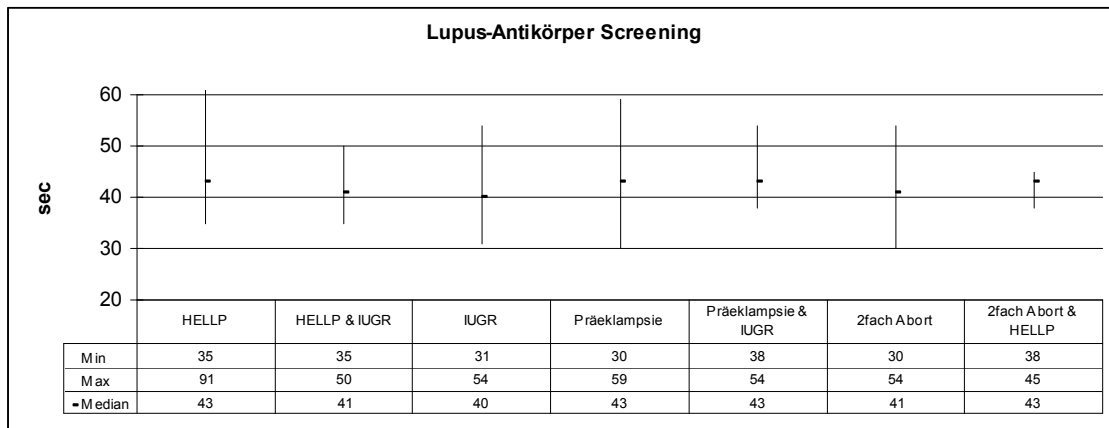 Lupus-Antikörper Screening
60
50
40
30
20
sec
HELLP HELLP & IUGR IUGR Präeklampsie Präeklampsie & IUGR 2fach Abort 2fach Abort & HELLP
Min 35 35 31 30 38 30 38
Max 91 50 54 59 54 54 45
Median 43 41 40 43 43 41 43